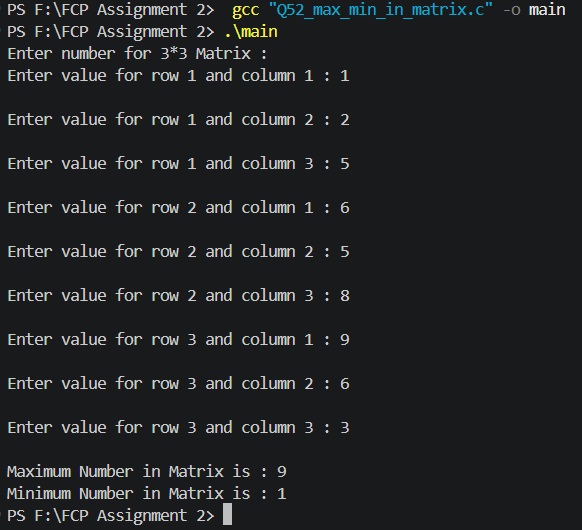 PS F:\FCP Assignment 2> gcc "Q52_max_min_in_matrix.c" -o main
PS F:\FCP Assignment 2> .\main
Enter number for 3*3 Matrix :
Enter value for row 1 and column 1 : 1
Enter value for row 1 and column 2 : 2
Enter value for row 1 and column 3 : 5
Enter value for row 2 and column 1 : 6
Enter value for row 2 and column 2 : 5
Enter value for row 2 and column 3 : 8
Enter value for row 3 and column 1 : 9
Enter value for row 3 and column 2 : 6
Enter value for row 3 and column 3 : 3
Maximum Number in Matrix is : 9
Minimum Number in Matrix is : 1
PS F:\FCP Assignment 2>